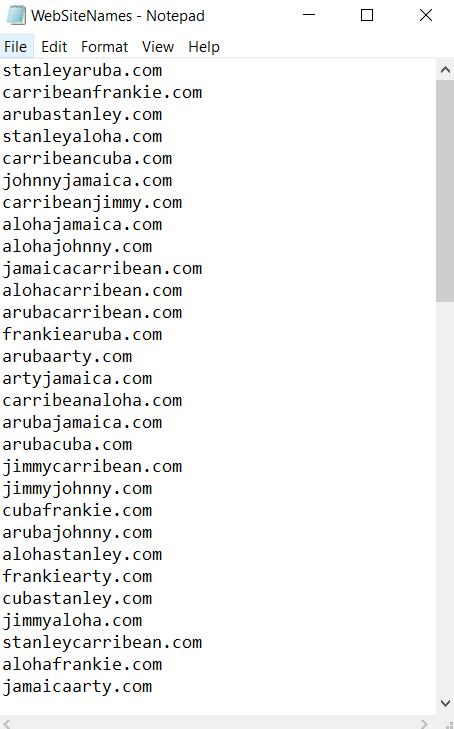 WebSiteNames - Notepad
File Edit Format View Help
stanleyaruba.com
carribeanfrankie.com
arubastanley.com
stanleyaloha.com
carribeancuba.com
johnnyjamaica.com
carribeanjimmy.com
alohajamaica.com
alohajohnny.com
jamaicacarribean.com
alohacarribean.com
arubacarribean.com
frankiearuba.com
arubaarty.com
artyjamaica.com
carribeanaloha.com
arubajamaica.com
arubacuba.com
jimmycarribean.com
jimmyjohnny.com
cubafrankie.com
arubajohnny.com
alohastanley.com
frankiearty.com
cubastanley.com
jimmyaloha.com
stanleycarribean.com
alohafrankie.com
jamaicaarty.com